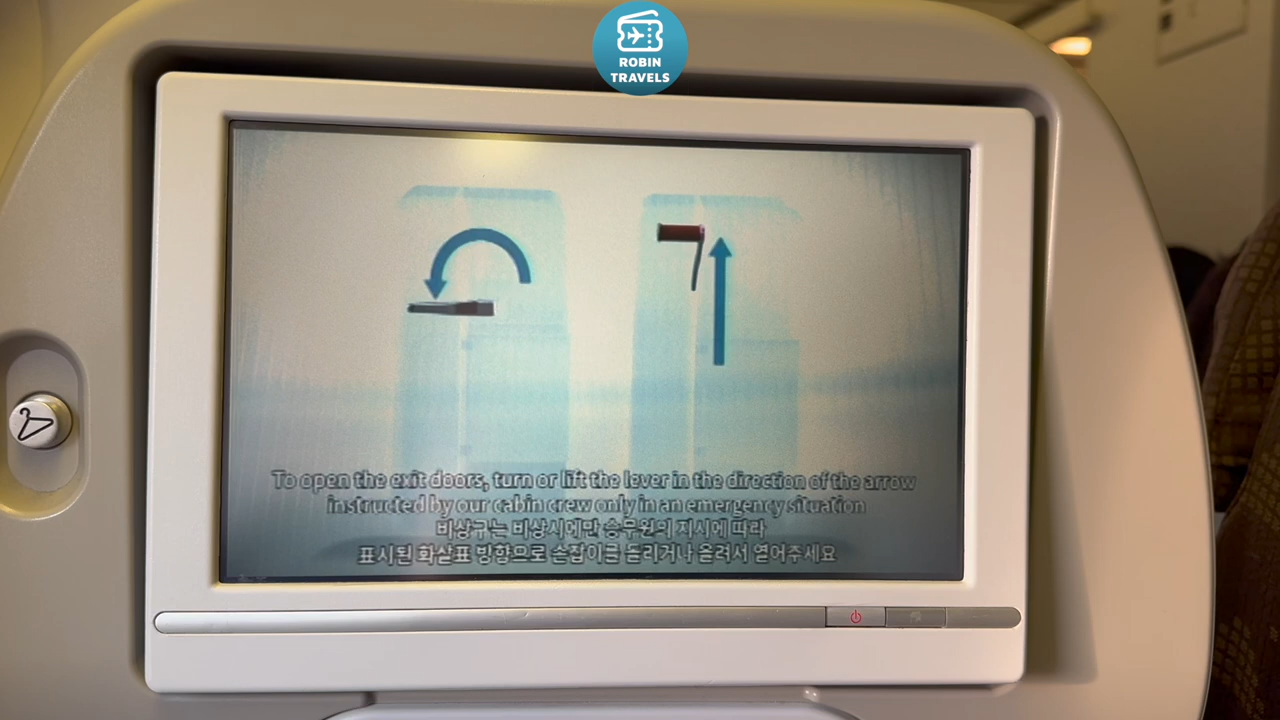 ROBIN
TRAVELS
To open the exit doors, turn or lift the lever in the direction of the arrow
instructed by our cabin crew only in an emergency situation
비상구는 비상시에만 승무원의 지시에 따라
표시된 화살표 방향으로 손잡이를 돌리거나 올려서 열어주세요